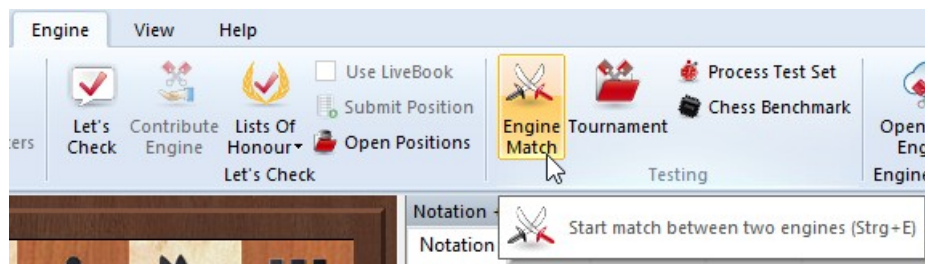 Engine View Help
Let's
Check
Contribute
Engine
Lists Of
Honour
Use LiveBook
Submit Position
Open Positions
Let's Check
Engine
Match
Tournament
Process Test Set
Chess Benchmark
Testing
Open
Eng
Engine
Notation
Notation
Start match between two engines (Strg+E)